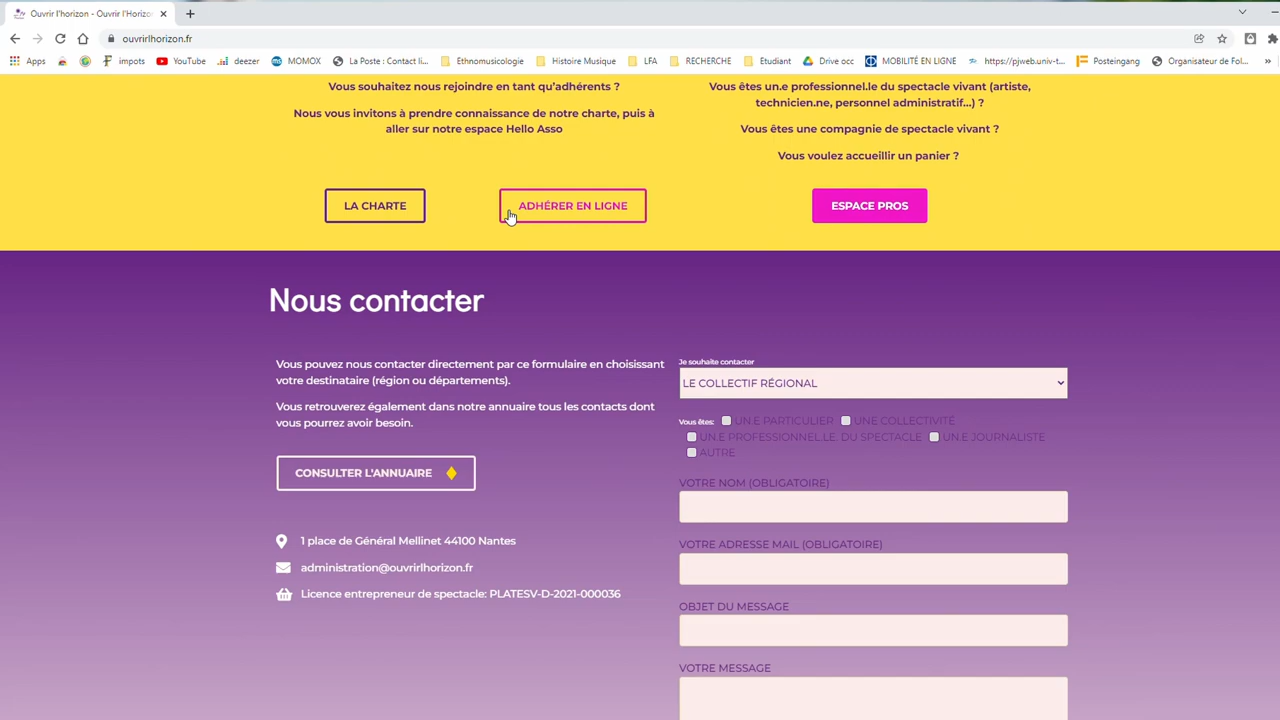 Ouvrir l'horizon - Ouvrir l'Horizo
ouvrirlhorizon.fr
Apps
impots
YouTube
deezer
MOMOX
La Poste : Contact li...
Ethnomusicologie
Histoire Musique
LFA
RECHERCHE
Etudiant
Drive occ
MOBILITÉ EN LIGNE
https://pjweb.univ-t...
Posteingang
Organisateur de Fol...
»
Vous souhaitez nous rejoindre en tant qu'adhérents ?
Nous vous invitons à prendre connaissance de notre charte, puis à
aller sur notre espace Hello Asso
LA CHARTE
ADHÉRER EN LIGNE
Vous êtes un.e professionnel.le du spectacle vivant (artiste,
technicien.ne, personnel administratif...) ?
Vous êtes une compagnie de spectacle vivant ?
Vous voulez accueillir un panier ?
ESPACE PROS
Nous contacter
Vous pouvez nous contacter directement par ce formulaire en choisissant
votre destinataire (région ou départements).
Vous retrouverez également dans notre annuaire tous les contacts dont
vous pourrez avoir besoin.
CONSULTER L'ANNUAIRE
1 place de Général Mellinet 44100 Nantes
administration@ouvrirlhorizon.fr
Licence entrepreneur de spectacle: PLATESV-D-2021-000036
Je souhaite contacter
LE COLLECTIF RÉGIONAL
Vous êtes: UN.E PARTICULIER UNE COLLECTIVITÉ
UN.E PROFESSIONNEL.LE. DU SPECTACLE UN.E JOURNALISTE
AUTRE
VOTRE NOM (OBLIGATOIRE)
VOTRE ADRESSE MAIL (OBLIGATOIRE)
OBJET DU MESSAGE
VOTRE MESSAGE